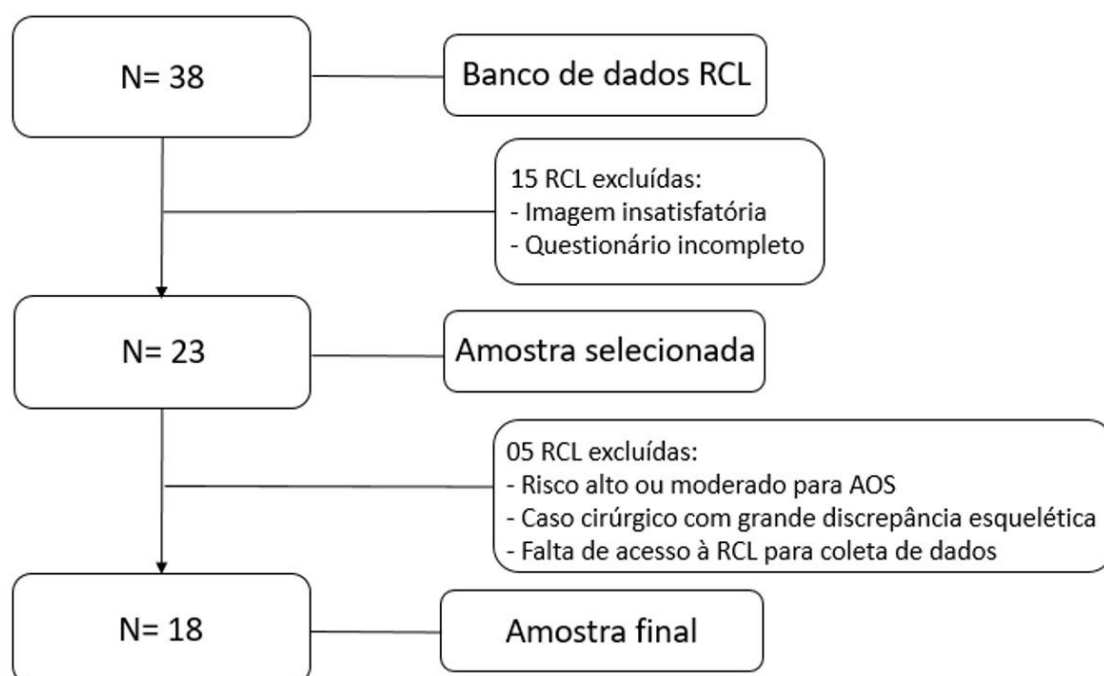 N= 38
Banco de dados RCL
15 RCL excluídas:
- Imagem insatisfatória
- Questionário incompleto
N= 23
Amostra selecionada
05 RCL excluídas:
- Risco alto ou moderado para AOS
- Caso cirúrgico com grande discrepância esquelética
- Falta de acesso à RCL para coleta de dados
N= 18
Amostra final